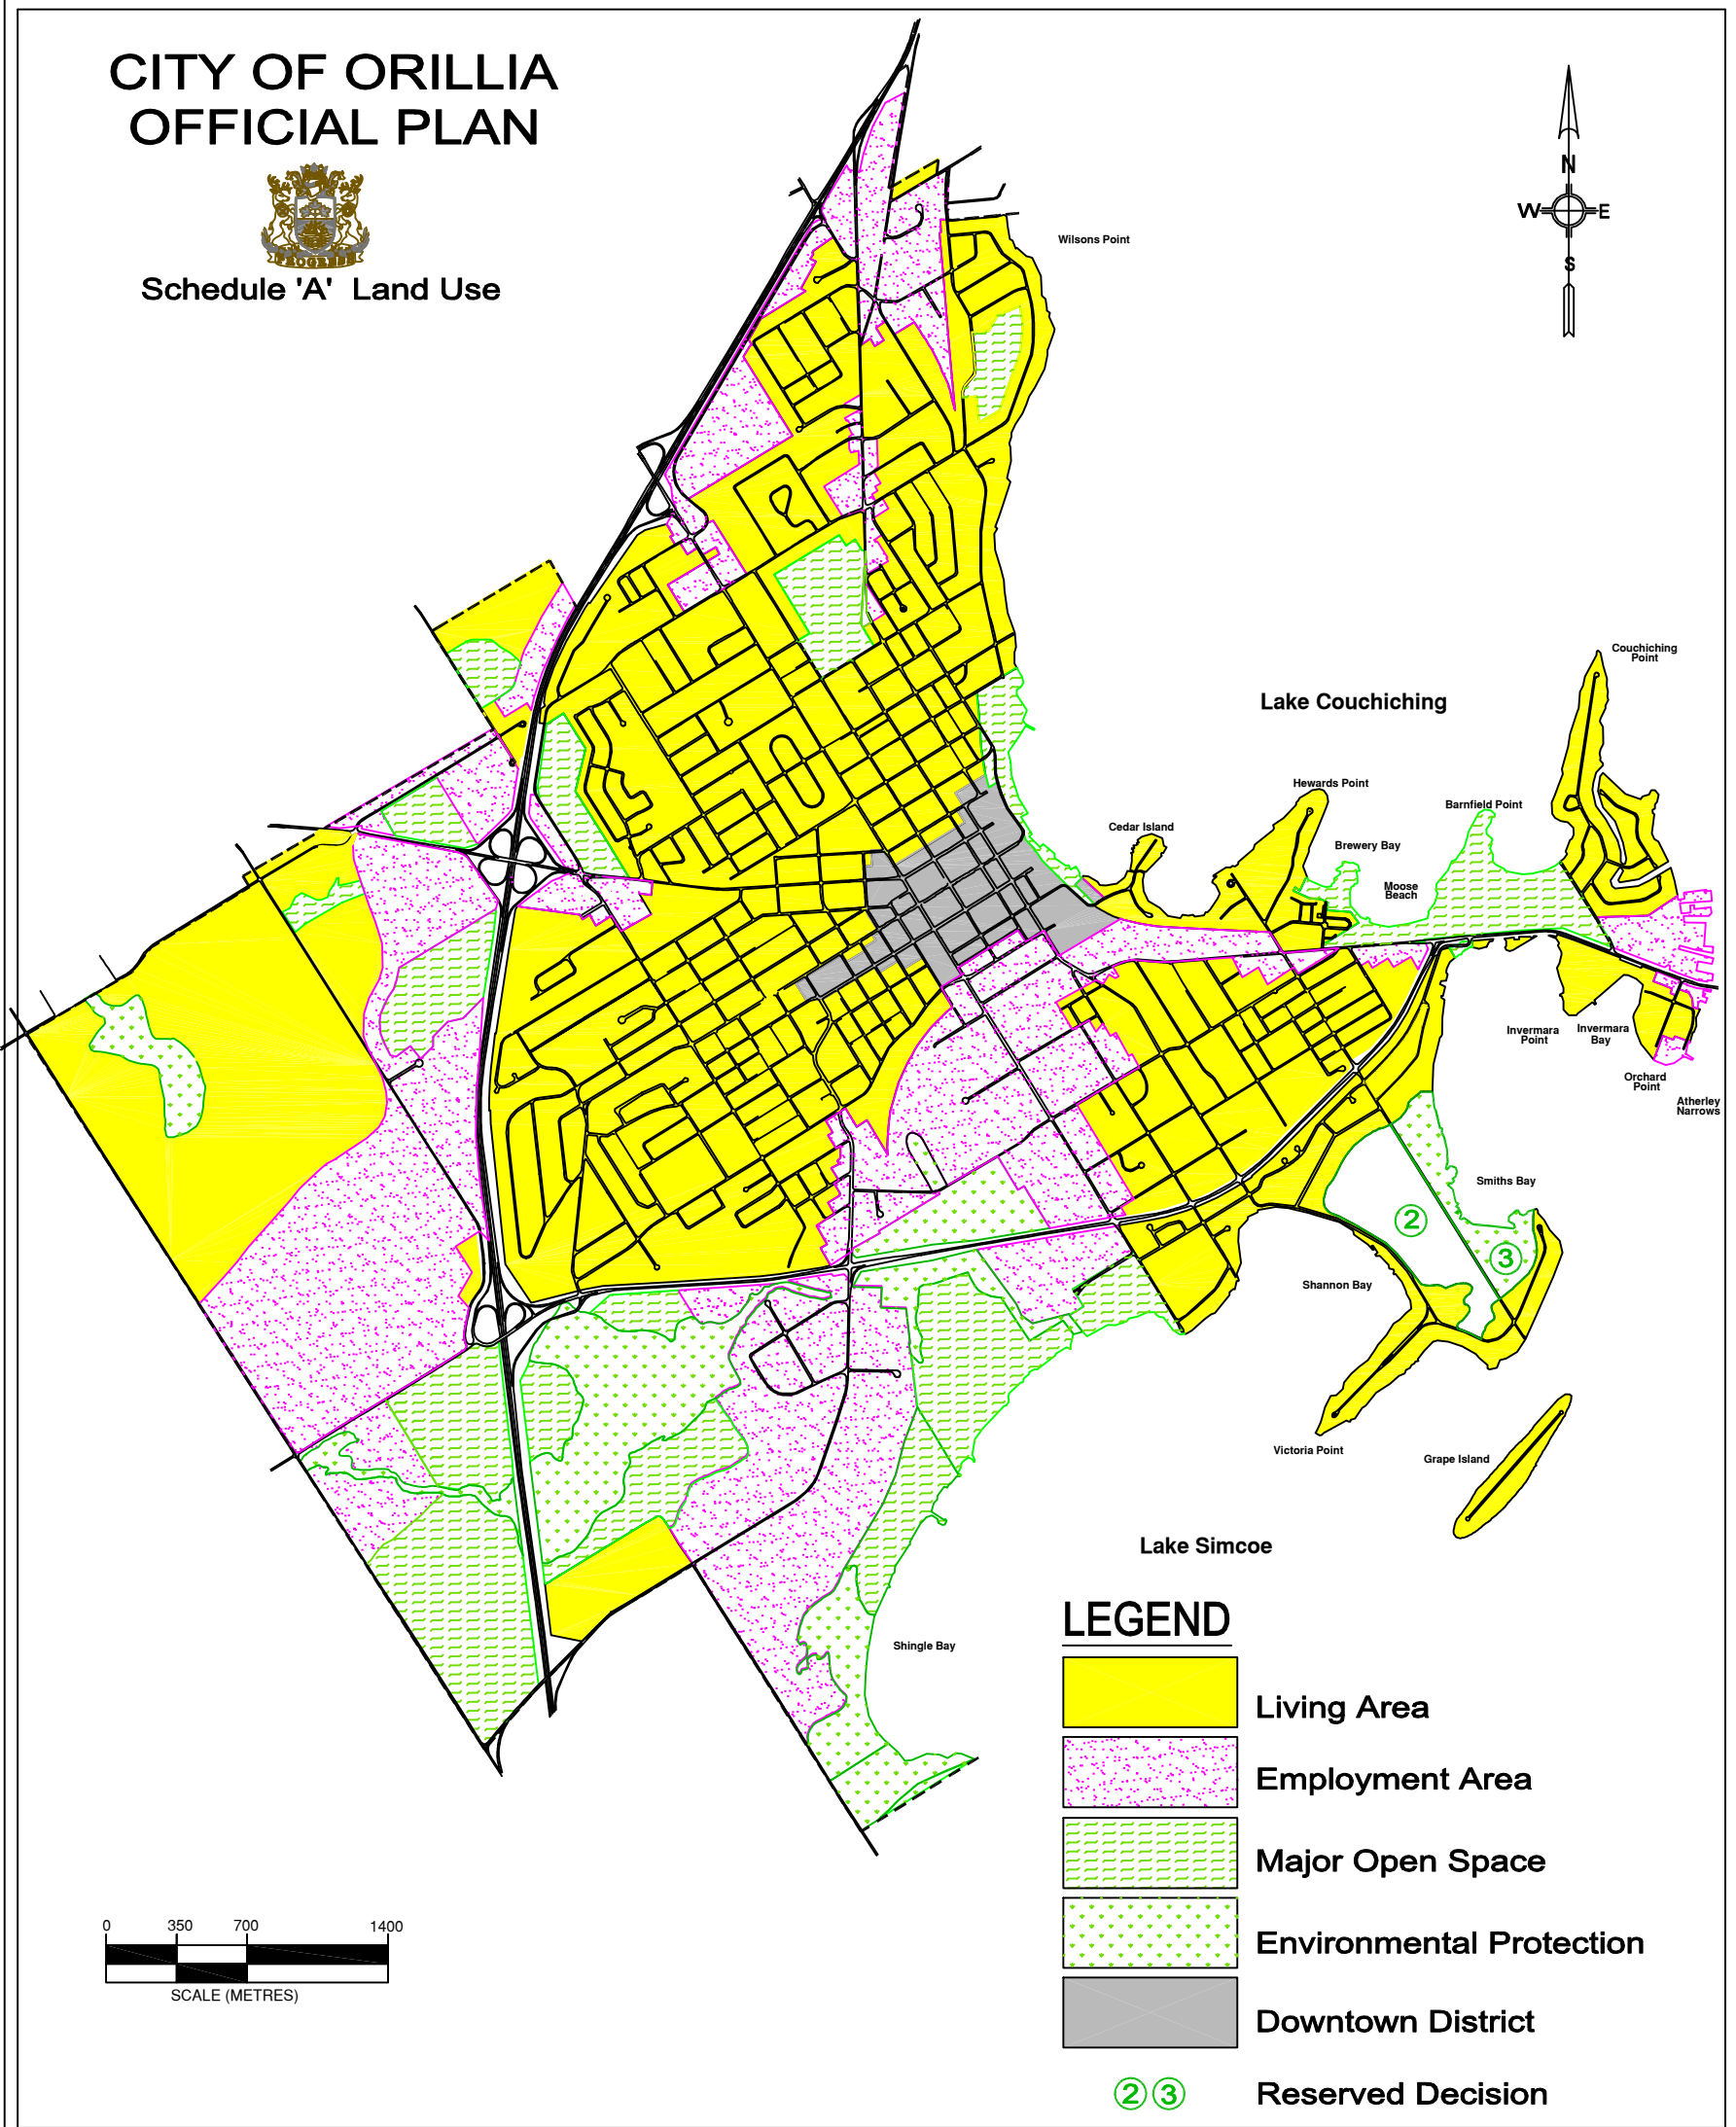 CITY OF ORILLIA
OFFICIAL PLAN
PROGRESS
Schedule 'A' Land Use
N
W E
S
Wilsons Point
Couchiching
Point
Lake Couchiching
Hewards Point
Barnfield Point
Cedar Island
Brewery Bay
Moose
Beach
Invermara
Point
Invermara
Bay
Orchard
Point
Atherley
Narrows
Smiths Bay
2
3
Shannon Bay
Victoria Point
Grape Island
Lake Simcoe
Shingle Bay
LEGEND
Living Area
Employment Area
Major Open Space
Environmental Protection
Downtown District
2 3 Reserved Decision
0 350 700 1400
SCALE (METRES)